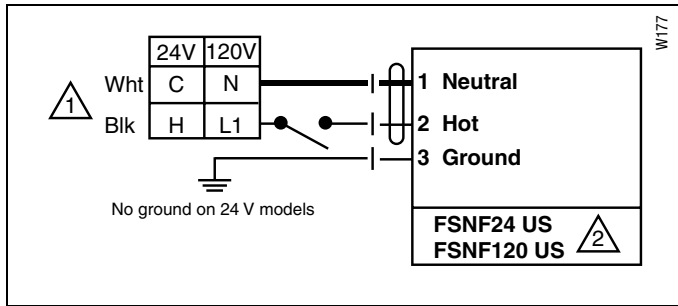 W177
24V 120V
1 Wht C N 1 Neutral
Blk H L1 2 Hot
3 Ground
No ground on 24 V models
FSNF24 US
FSNF120 US 2